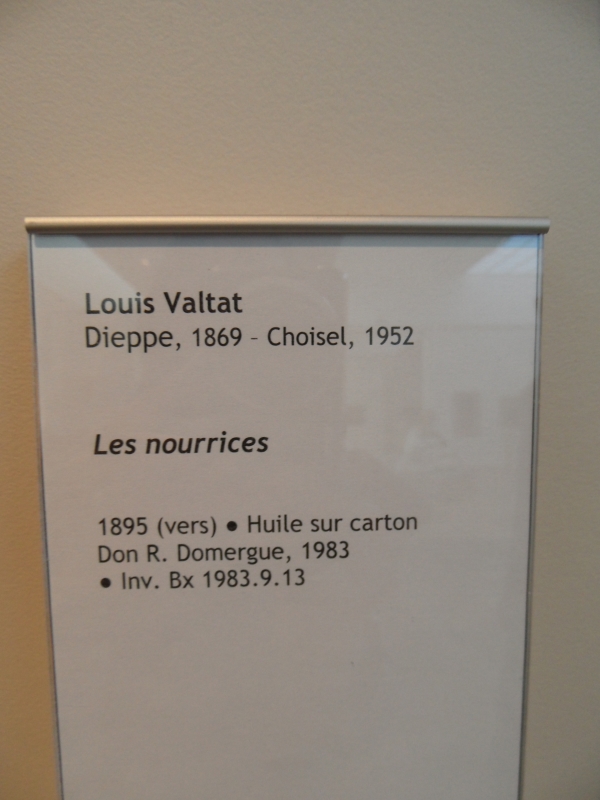 Louis Valtat
Dieppe, 1869 - Choisel, 1952
Les nourrices
1895 (vers) ● Huile sur carton
Don R. Domergue, 1983
● Inv. Bx 1983.9.13